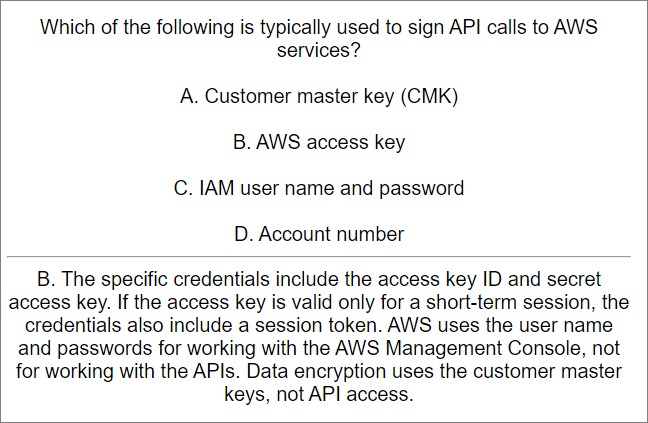 Which of the following is typically used to sign API calls to AWS
services?
A. Customer master key (CMK)
B. AWS access key
C. IAM user name and password
D. Account number
B. The specific credentials include the access key ID and secret
access key. If the access key is valid only for a short-term session, the
credentials also include a session token. AWS uses the user name
and passwords for working with the AWS Management Console, not
for working with the APIs. Data encryption uses the customer master
keys, not API access.